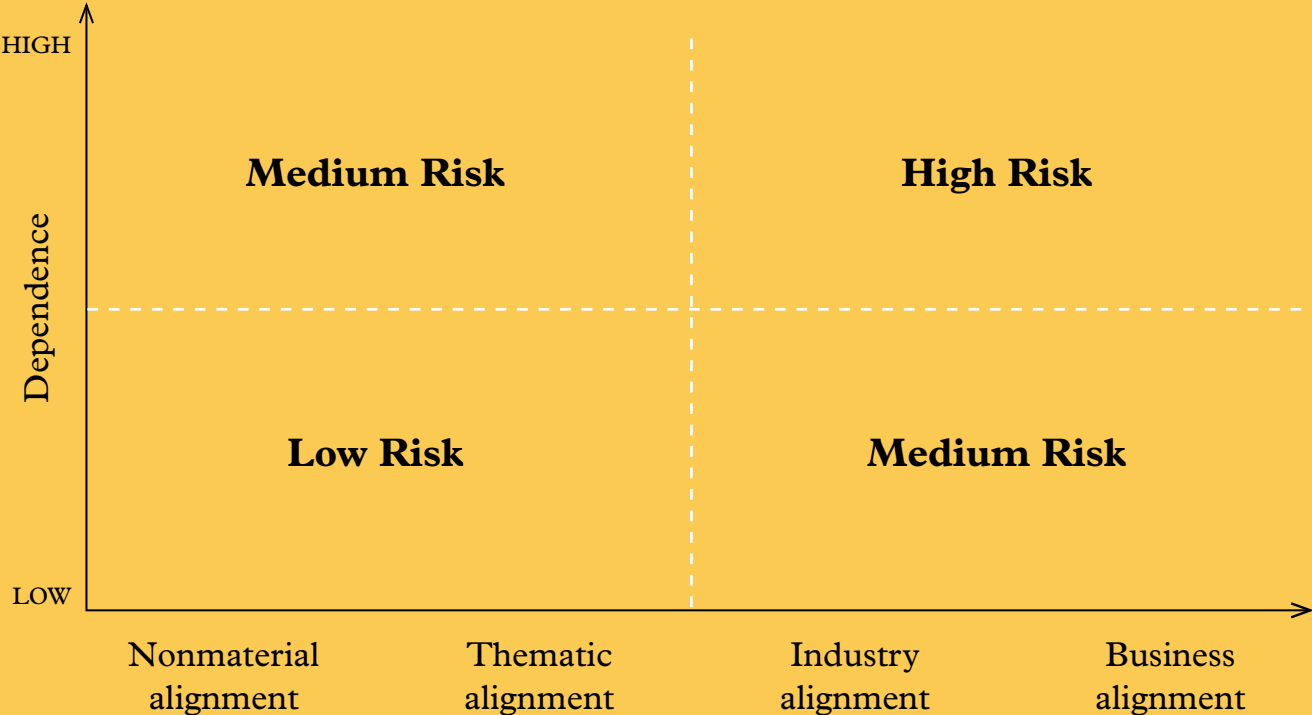 HIGH
Medium Risk
High Risk
Dependence
Low Risk
Medium Risk
LOW
Nonmaterial
alignment
Thematic
alignment
Industry
alignment
Business
alignment